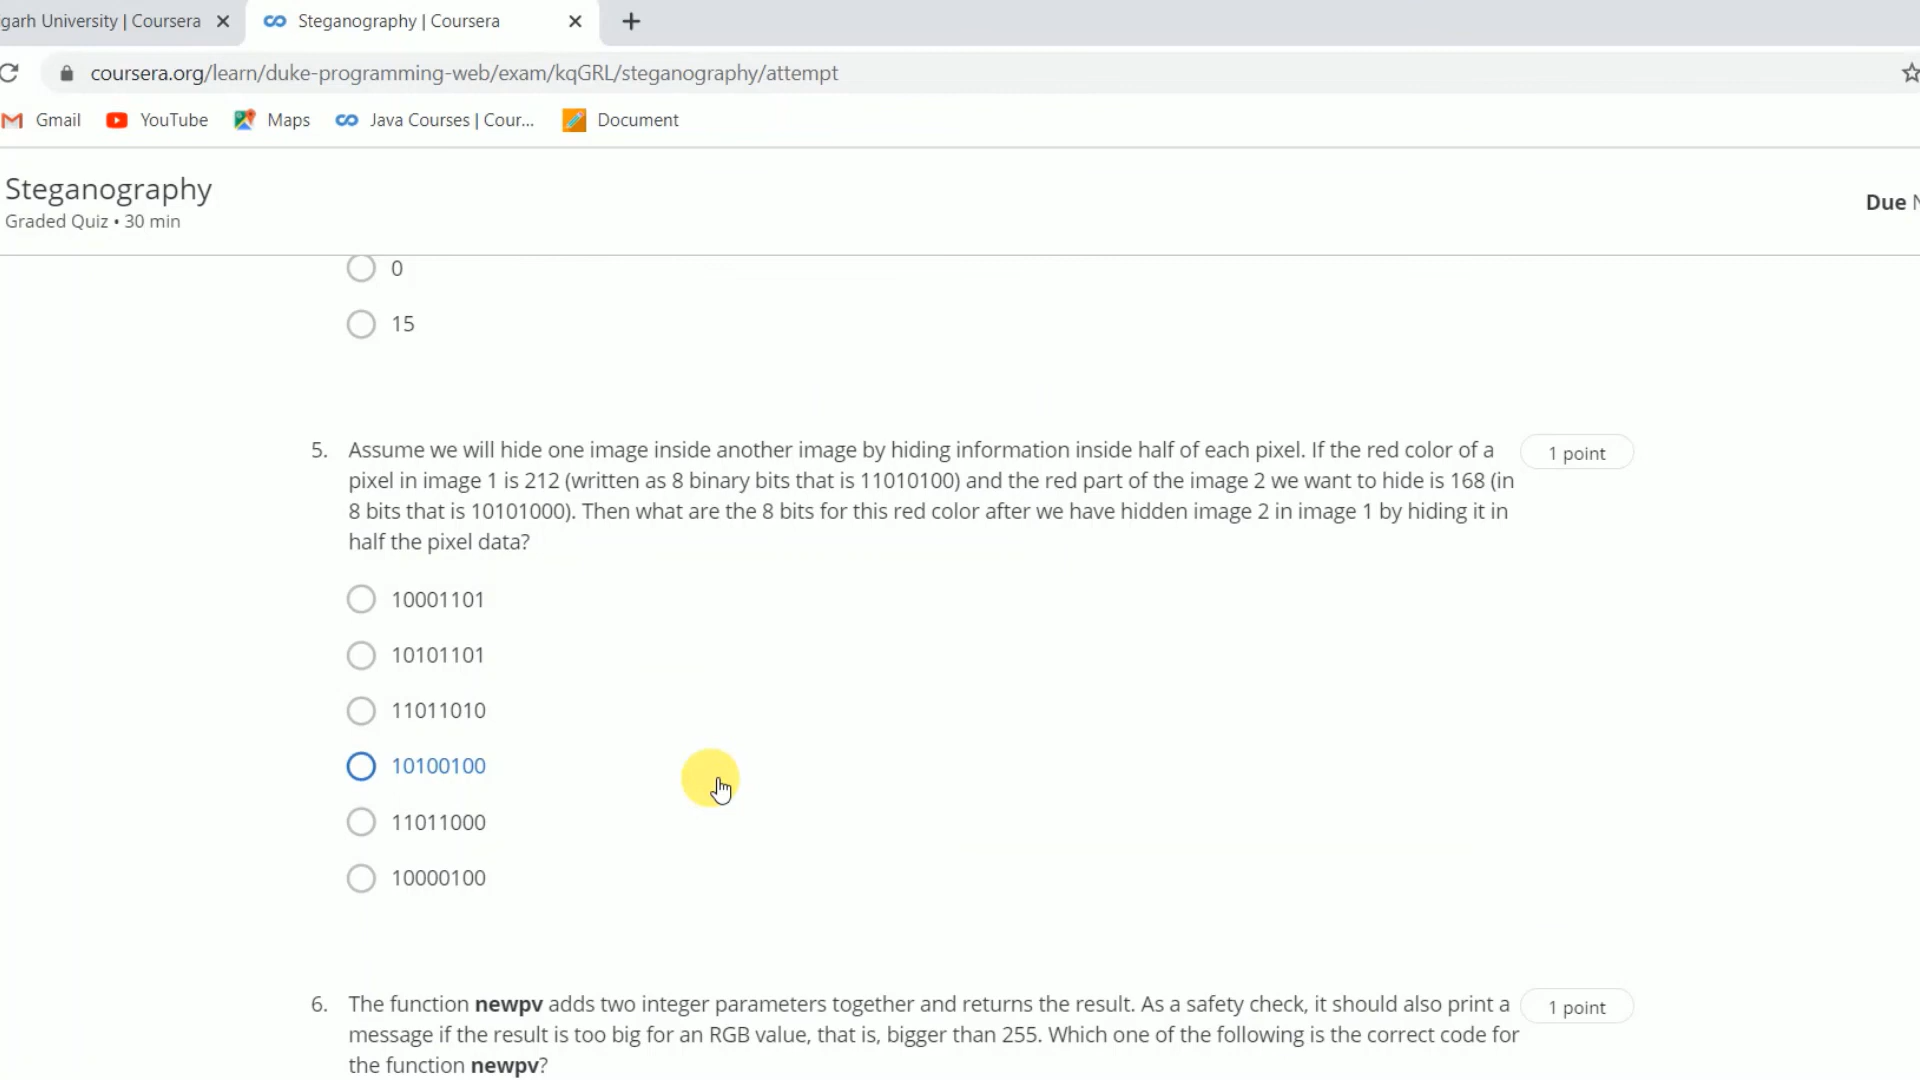 garh University | Coursera
Steganography | Coursera
coursera.org/learn/duke-programming-web/exam/kqGRL/steganography/attempt
Gmail YouTube Maps Java Courses | Cour... Document
Steganography
Graded Quiz • 30 min
Due N
0
15
5. Assume we will hide one image inside another image by hiding information inside half of each pixel. If the red color of a 1 point
pixel in image 1 is 212 (written as 8 binary bits that is 11010100) and the red part of the image 2 we want to hide is 168 (in
8 bits that is 10101000). Then what are the 8 bits for this red color after we have hidden image 2 in image 1 by hiding it in
half the pixel data?
10001101
10101101
11011010
10100100
11011000
10000100
6. The function newpv adds two integer parameters together and returns the result. As a safety check, it should also print a 1 point
message if the result is too big for an RGB value, that is, bigger than 255. Which one of the following is the correct code for
the function newpv?